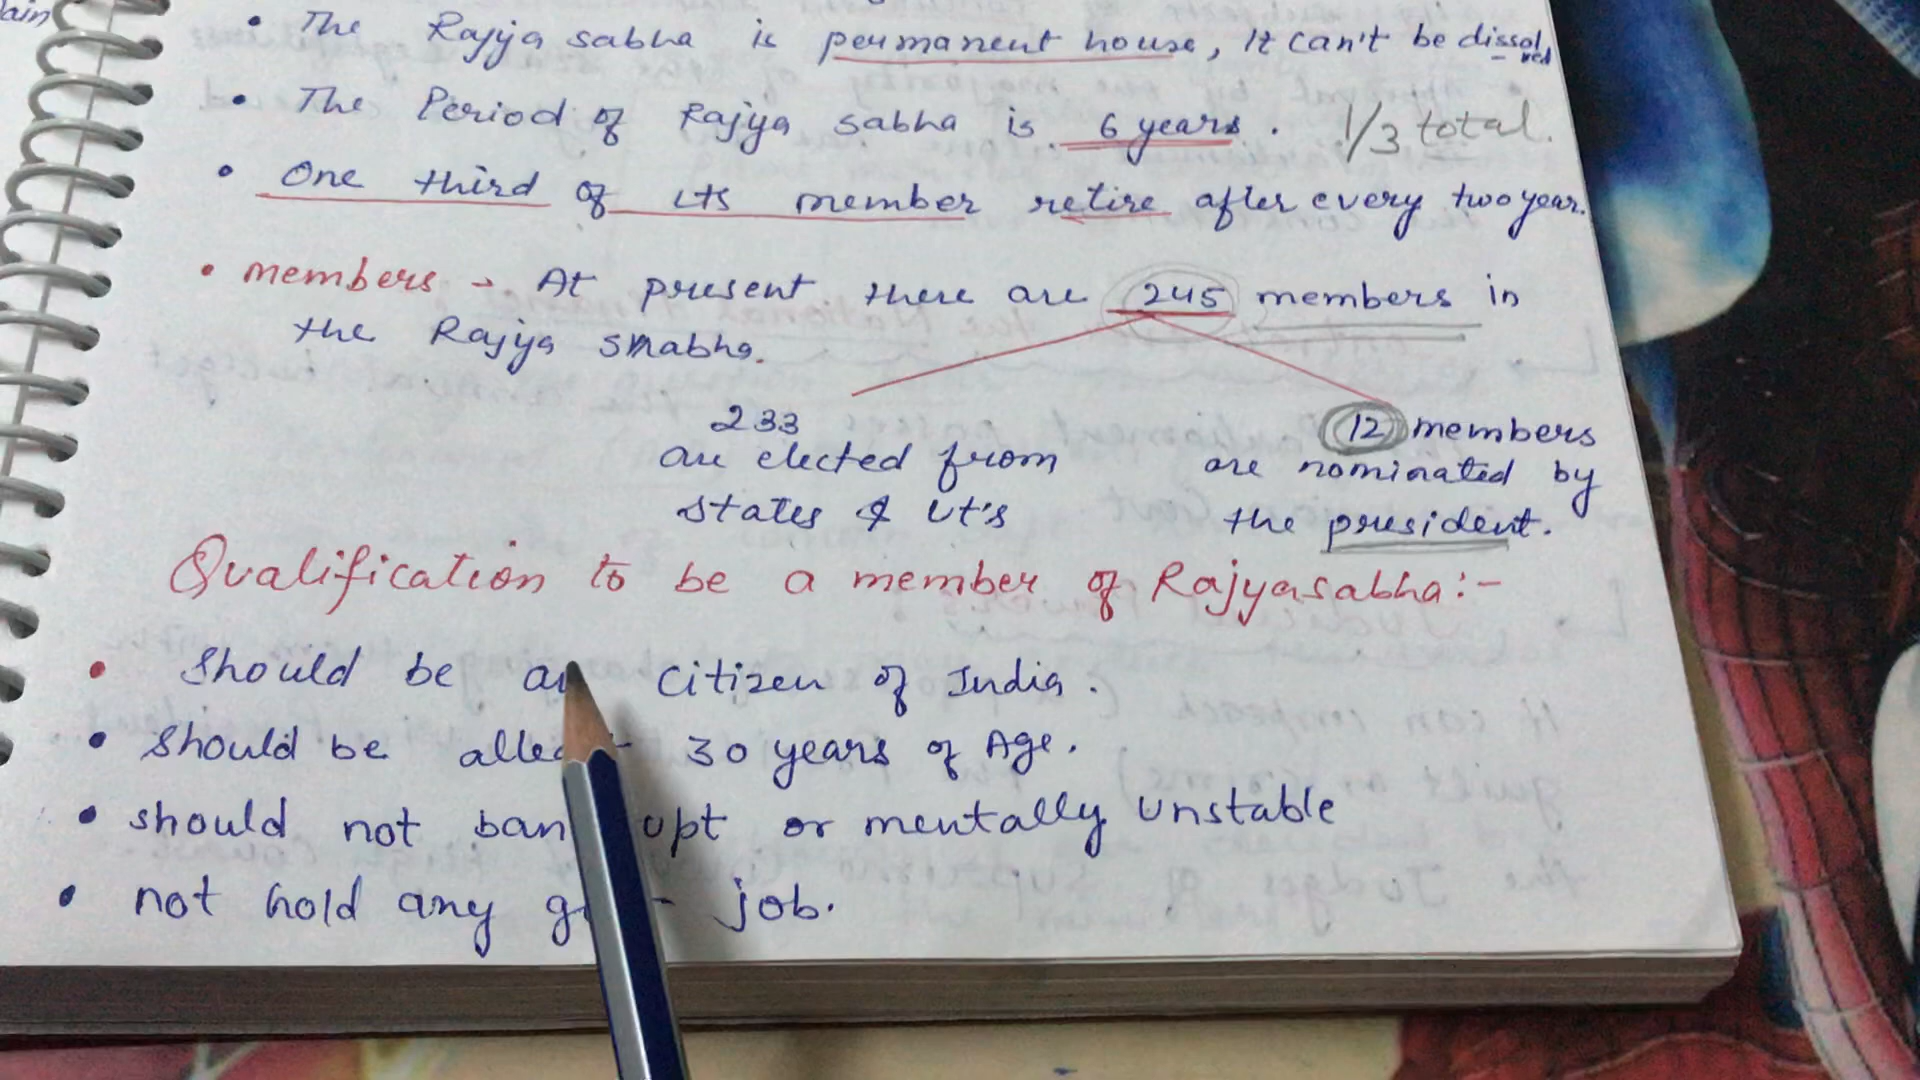 • The Rajya sabha is permanent house, It can't be dissolved
• The Period of Rajya sabha is 6 years. 1/3 total.
• One third of its member retire after every two year.
• members → At present there are 245 members in
the Rajya smabha.
233
are elected from
states & Ut's
12 members
are nominated by
the president.
Qualification to be a member of Rajyasabha:-
• Should be an citizen of India.
• should be atleast 30 years of Age.
• should not or mentally unstable
• not hold any job.